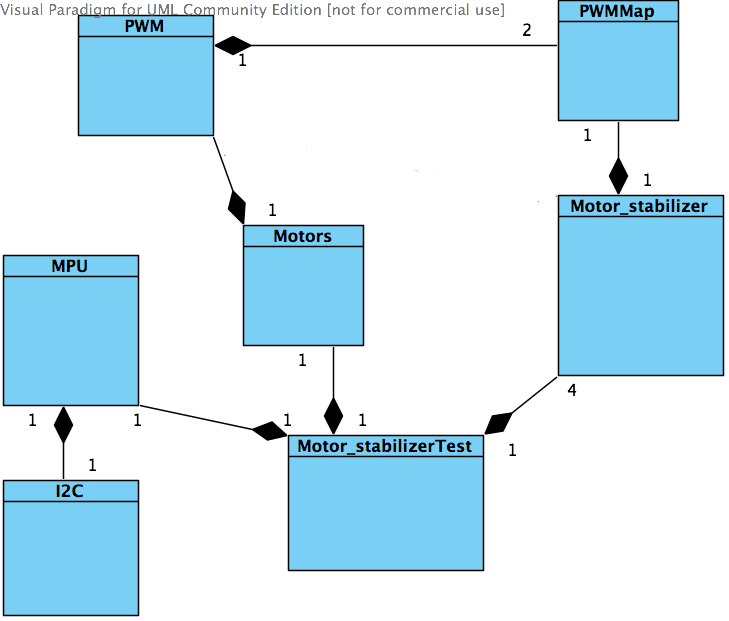 Visual Paradigm for UML Community Edition [not for commercial use]
PWM
PWMMap
1
2
1
1
Motor_stabilizer
1
Motors
MPU
1
4
1
1
1
1
1
Motor_stabilizerTest
1
I2C